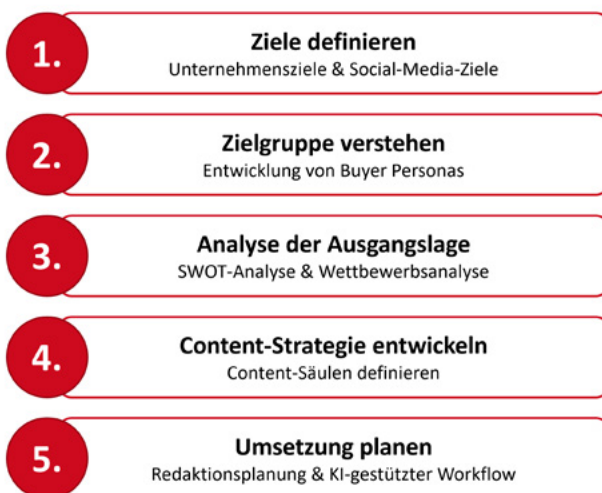 1.
Ziele definieren
Unternehmensziele & Social-Media-Ziele
2.
Zielgruppe verstehen
Entwicklung von Buyer Personas
3.
Analyse der Ausgangslage
SWOT-Analyse & Wettbewerbsanalyse
4.
Content-Strategie entwickeln
Content-Säulen definieren
5.
Umsetzung planen
Redaktionsplanung & KI-gestützter Workflow